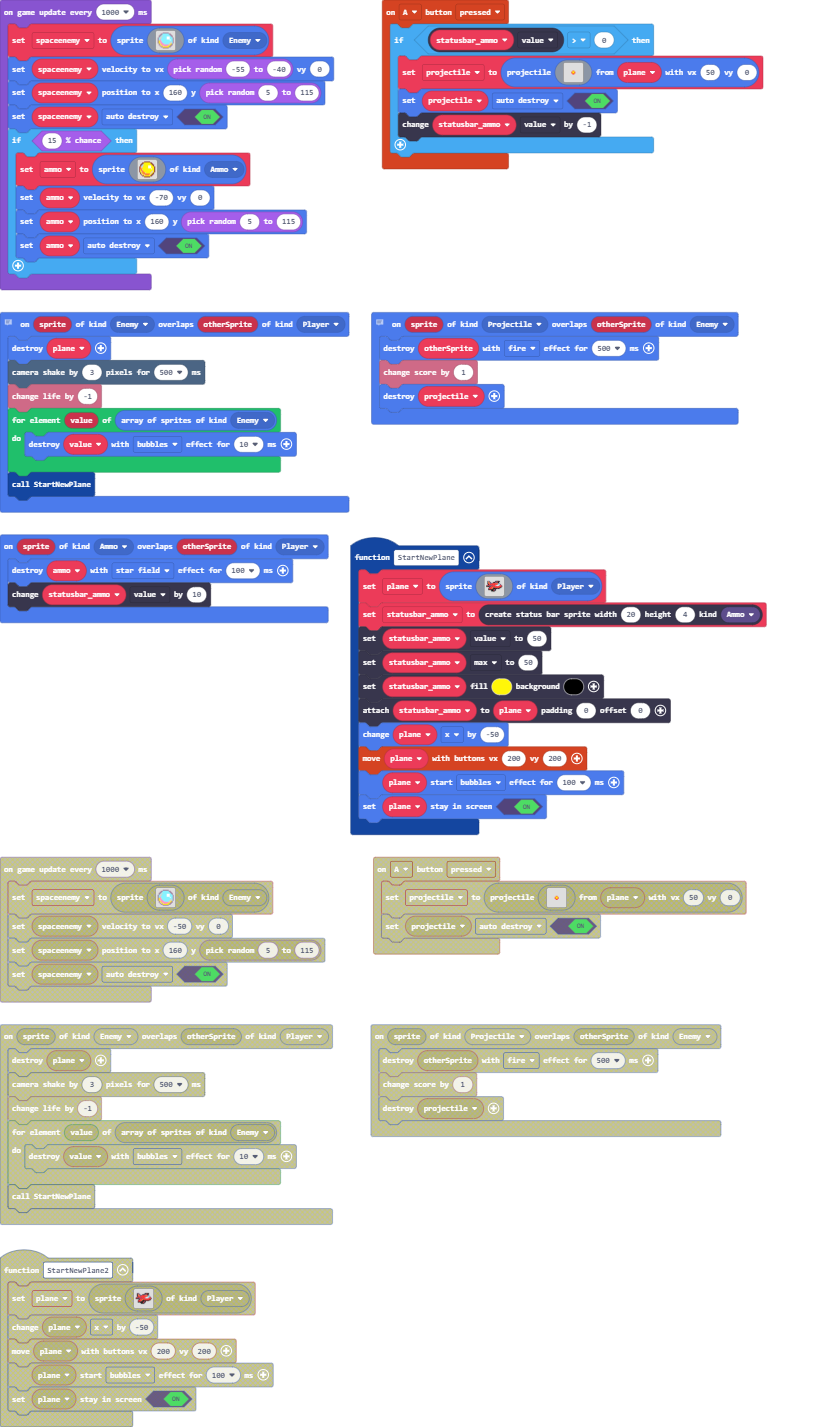 on game update every 1000 ms
set spaceenemy to sprite of kind Enemy
set spaceenemy velocity to vx pick random -55 to -40 vy 0
set spaceenemy position to x 160 y pick random 5 to 115
set spaceenemy auto destroy ON
if 15 % chance then
set ammo to sprite of kind Ammo
set ammo velocity to vx -70 vy 0
set ammo position to x 160 y pick random 5 to 115
set ammo auto destroy ON
on A button pressed
if statusbar_ammo value > 0 then
set projectile to projectile from plane with vx 50 vy 0
set projectile auto destroy ON
change statusbar_ammo value by -1
on sprite of kind Enemy overlaps otherSprite of kind Player
destroy plane
camera shake by 3 pixels for 500 ms
change life by -1
for element value of array of sprites of kind Enemy
do destroy value with bubbles effect for 10 ms
call StartNewPlane
on sprite of kind Projectile overlaps otherSprite of kind Enemy
destroy otherSprite with fire effect for 500 ms
change score by 1
destroy projectile
on sprite of kind Ammo overlaps otherSprite of kind Player
destroy ammo with star field effect for 100 ms
change statusbar_ammo value by 10
function StartNewPlane
set plane to sprite of kind Player
set statusbar_ammo to create status bar sprite width 20 height 4 kind Ammo
set statusbar_ammo value to 50
set statusbar_ammo max to 50
set statusbar_ammo fill background
attach statusbar_ammo to plane padding 0 offset 0
change plane x by -50
move plane with buttons vx 200 vy 200
plane start bubbles effect for 100 ms
set plane stay in screen ON
on game update every 1000 ms
set spaceenemy to sprite of kind Enemy
set spaceenemy velocity to vx -50 vy 0
set spaceenemy position to x 160 y pick random 5 to 115
set spaceenemy auto destroy ON
on A button pressed
set projectile to projectile from plane with vx 50 vy 0
set projectile auto destroy ON
on sprite of kind Enemy overlaps otherSprite of kind Player
destroy plane
camera shake by 3 pixels for 500 ms
change life by -1
for element value of array of sprites of kind Enemy
do destroy value with bubbles effect for 10 ms
call StartNewPlane
on sprite of kind Projectile overlaps otherSprite of kind Enemy
destroy otherSprite with fire effect for 500 ms
change score by 1
destroy projectile
function StartNewPlane2
set plane to sprite of kind Player
change plane x by -50
move plane with buttons vx 200 vy 200
plane start bubbles effect for 100 ms
set plane stay in screen ON